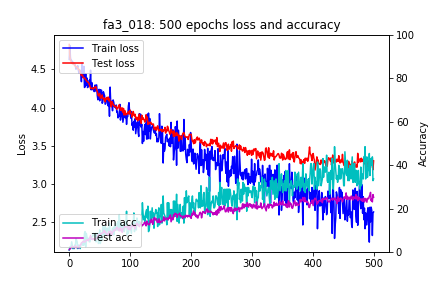 fa3_018: 500 epochs loss and accuracy
Train loss
Test loss
Train acc
Test acc
Loss
4.5
4.0
3.5
3.0
2.5
100
80
60
40
20
0
Accuracy
0 100 200 300 400 500